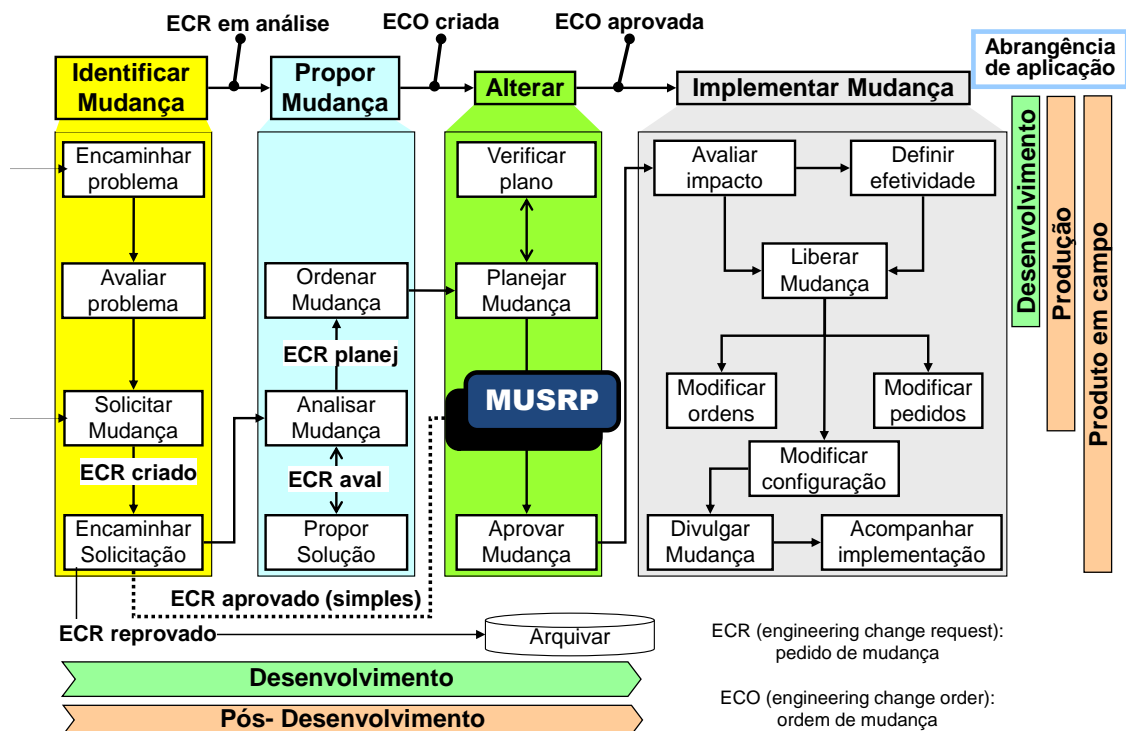 ECR em análise
ECO criada
ECO aprovada
Abrangência
de aplicação
Identificar
Mudança
Propor
Mudança
Alterar
Implementar Mudança
Encaminhar
problema
Avaliar
problema
Solicitar
Mudança
ECR criado
Encaminhar
Solicitação
Ordenar
Mudança
ECR planej
Analisar
Mudança
ECR aval
Propor
Solução
Verificar
plano
Planejar
Mudança
MUSRP
Aprovar
Mudança
Avaliar
impacto
Definir
efetividade
Liberar
Mudança
Modificar
ordens
Modificar
pedidos
Modificar
configuração
Divulgar
Mudança
Acompanhar
implementação
Desenvolvimento
Produção
Produto em campo
ECR aprovado (simples)
ECR reprovado
Arquivar
ECR (engineering change request):
pedido de mudança
ECO (engineering change order):
ordem de mudança
Desenvolvimento
Pós- Desenvolvimento